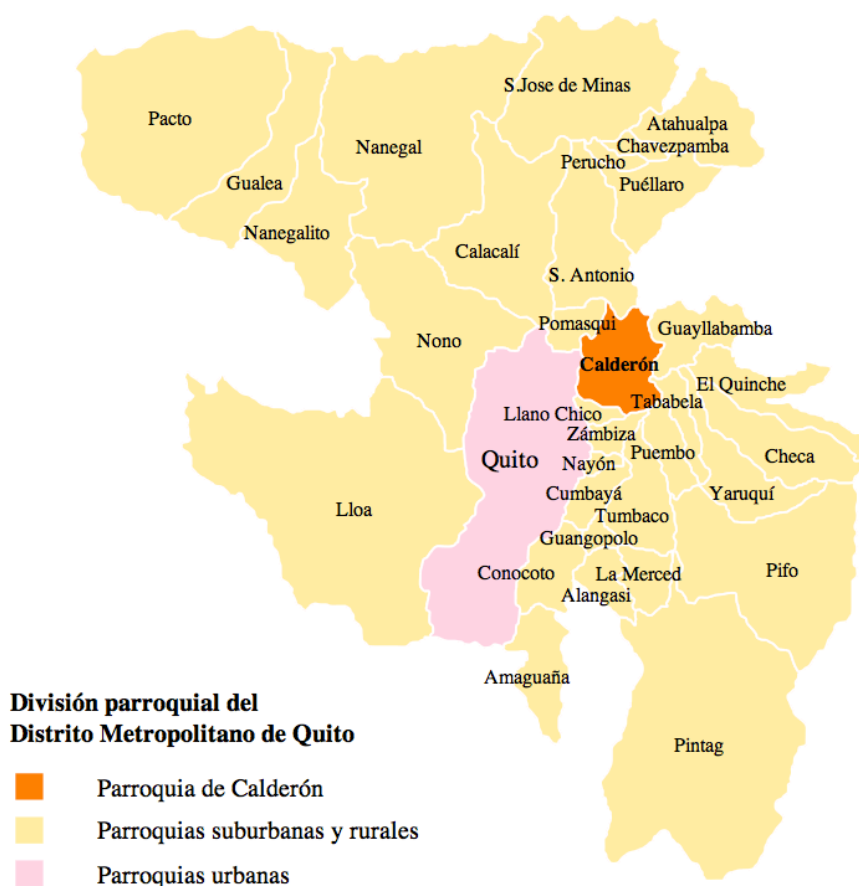 S.Jose de Minas
Pacto
Atahualpa
Chavezpamba
Nanegal
Perucho
Gualea
Puéllaro
Nanegalito
Calacalí
S. Antonio
Pomasqui
Guayllabamba
Nono
Calderón
El Quinche
Tababela
Llano Chico
Zámbiza
Puembo
Checa
Quito
Nayón
Cumbayá
Yaruquí
Lloa
Tumbaco
Guangopolo
Conocoto
La Merced
Pifo
Alangasi
Amaguaña
Pintag
División parroquial del
Distrito Metropolitano de Quito
Parroquia de Calderón
Parroquias suburbanas y rurales
Parroquias urbanas